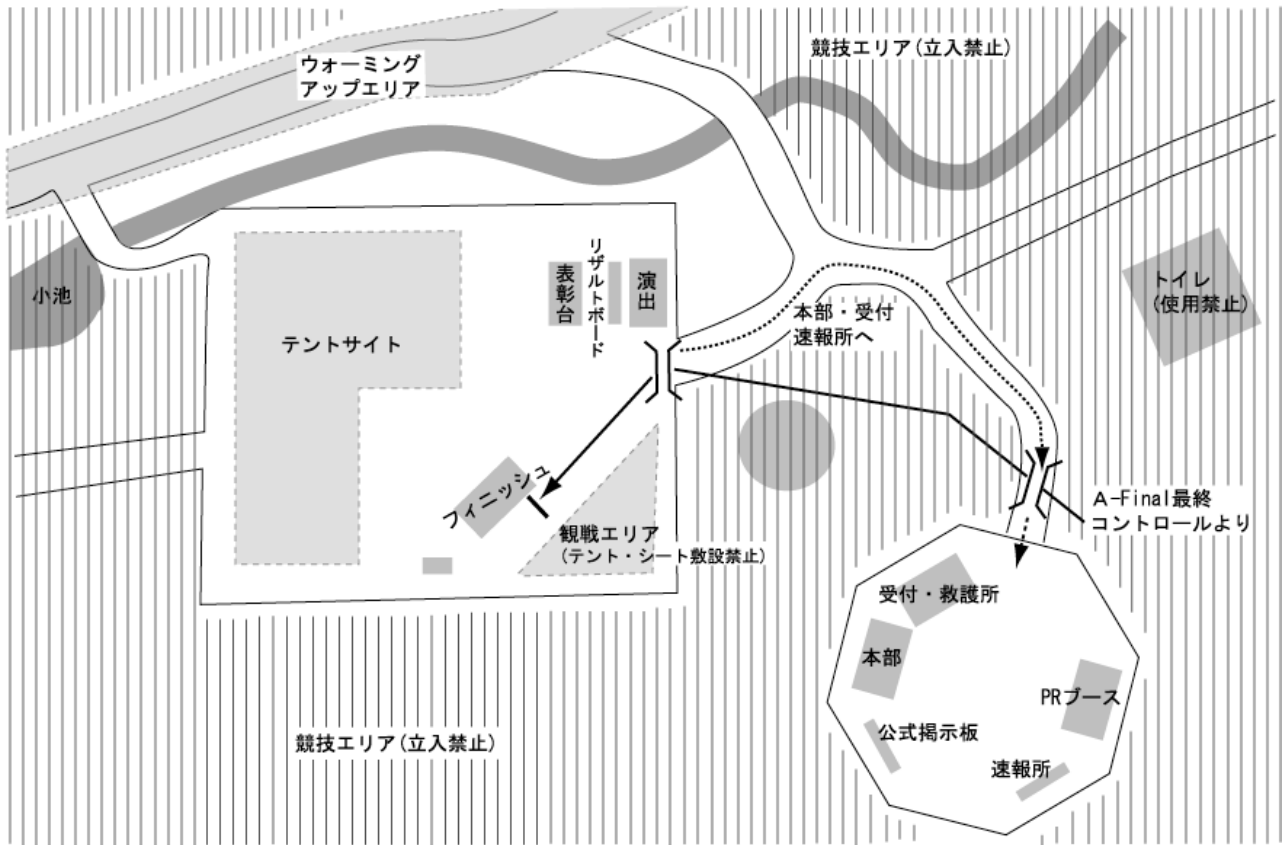 ウォーミング
アップエリア
競技エリア(立入禁止)
小池
テントサイト
表彰台
リザルトボード
演出
本部・受付
速報所へ
トイレ
(使用禁止)
フィニッシュ
観戦エリア
(テント・シート敷設禁止)
A-Final最終
コントロールより
受付・救護所
本部
PRブース
公式掲示板
速報所
競技エリア(立入禁止)